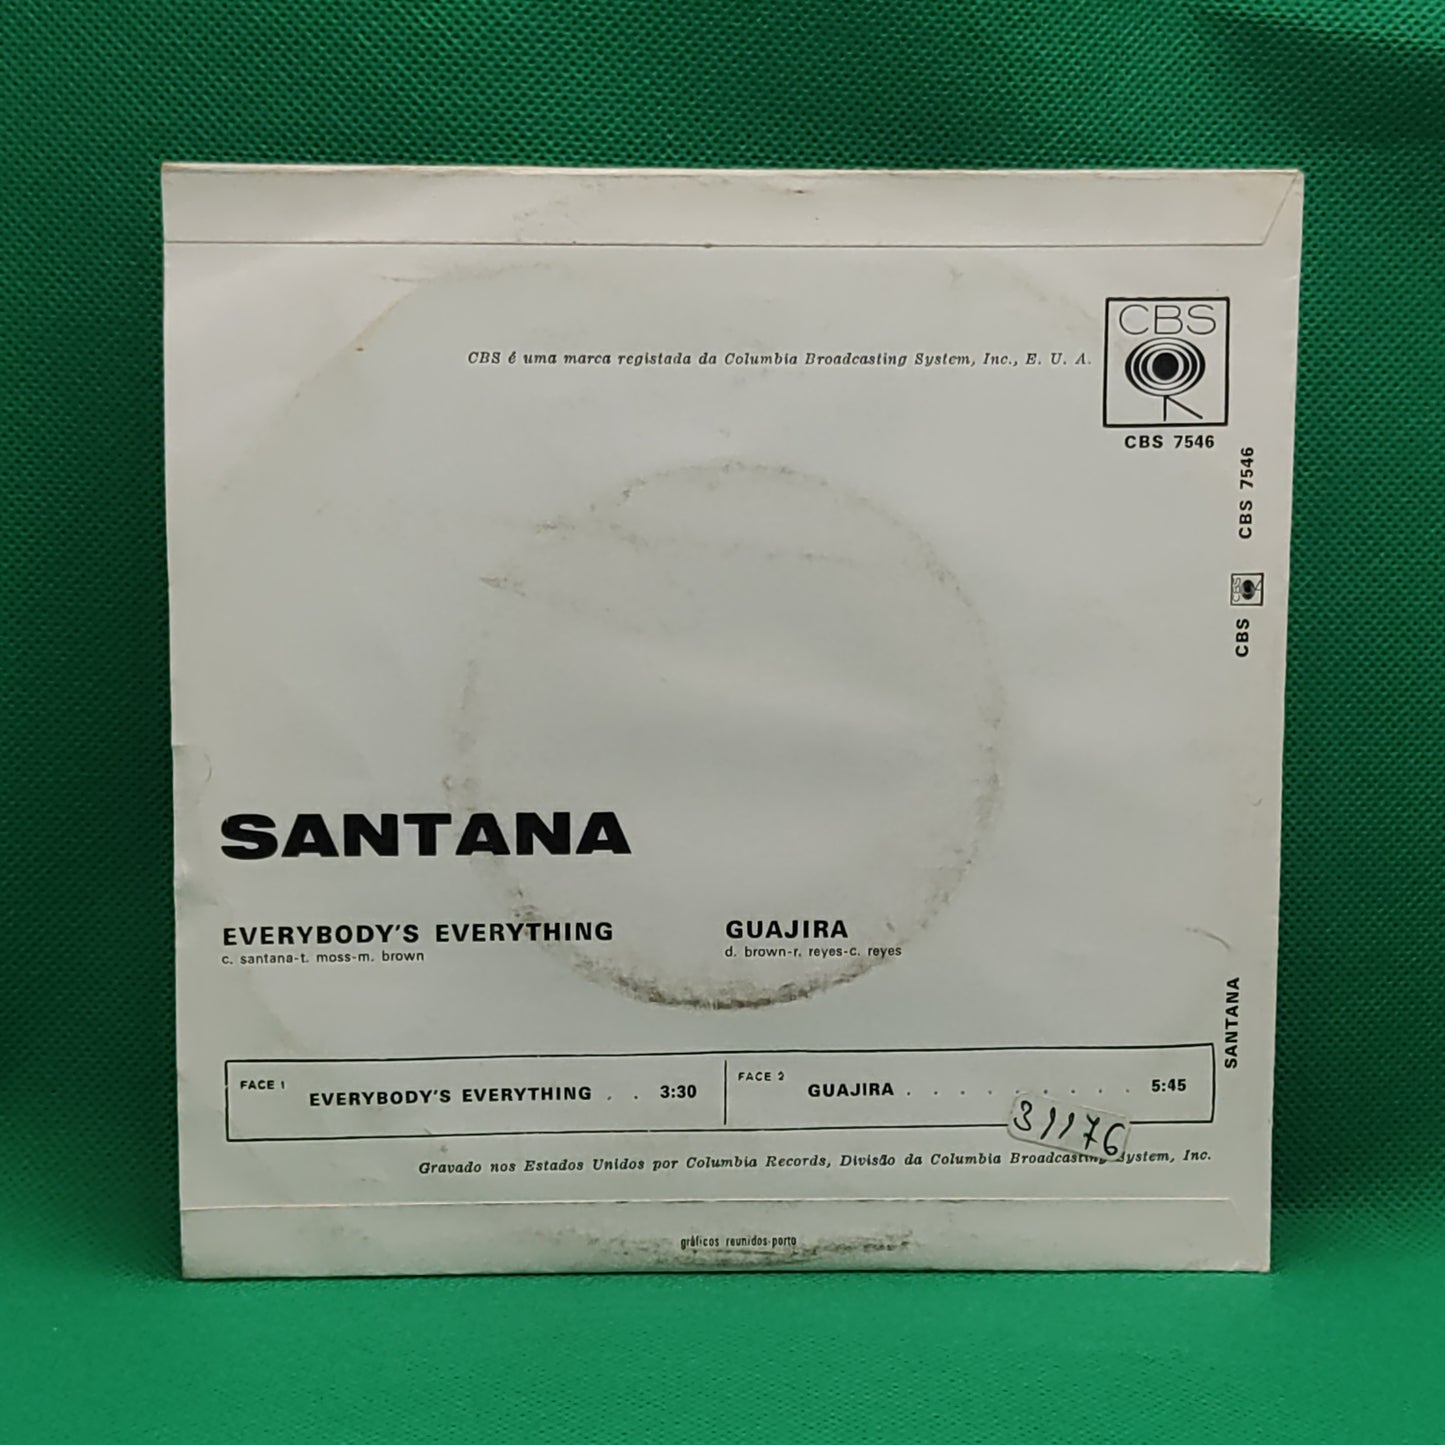 CBS é uma marca registada da Columbia Broadcasting System, Inc., E. U. A.
CBS
CBS 7546
CBS 7546
CBS
CBS
SANTANA
EVERYBODY'S EVERYTHING
c. santana-t. moss-m. brown
GUAJIRA
d. brown-r. reyes-c. reyes
SANTANA
FACE 1
EVERYBODY'S EVERYTHING . . 3:30
FACE 2
GUAJIRA . . . . . . . . . 5:45
31176
Gravado nos Estados Unidos por Columbia Records, Divisão da Columbia Broadcasting System, Inc.
gráficos reunidos-porto